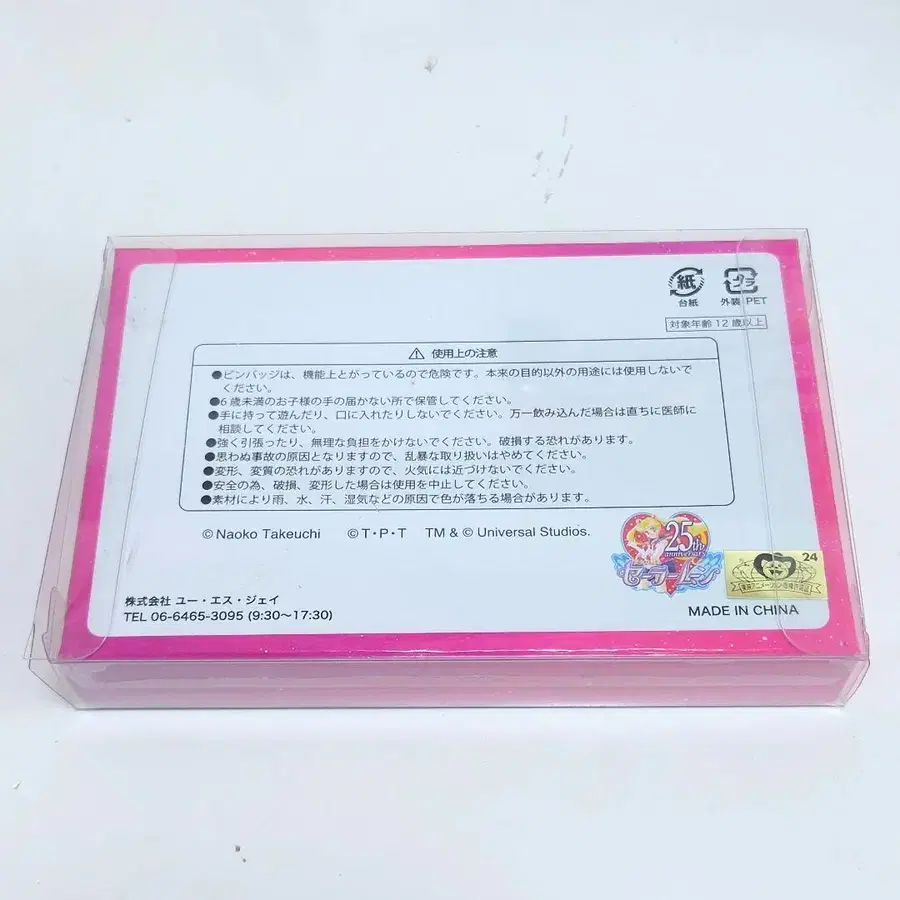 紙
台紙
プラ
外装 PET
対象年齢 12 歳以上
使用上の注意
●ピンバッジは、機能上とがっているので危険です。本来の目的以外の用途には使用しないで
ください。
●6 歳未満のお子様の手の届かない所で保管してください。
●手に持って遊んだり、口に入れたりしないでください。万一飲み込んだ場合は直ちに医師に
相談してください。
●強く引張ったり、無理な負担をかけないでください。破損する恐れがあります。
●思わぬ事故の原因となりますので、乱暴な取り扱いはやめてください。
●変形、変質の恐れがありますので、火気には近づけないでください。
●安全の為、破損、変形した場合は使用を中止してください。
●素材により雨、水、汗、湿気などの原因で色が落ちる場合があります。
© Naoko Takeuchi © T・P・T TM & © Universal Studios.
25th
anniversary
セーラームーン
24
株式会社 ユー・エス・ジェイ
TEL 06-6465-3095 (9:30〜17:30)
MADE IN CHINA